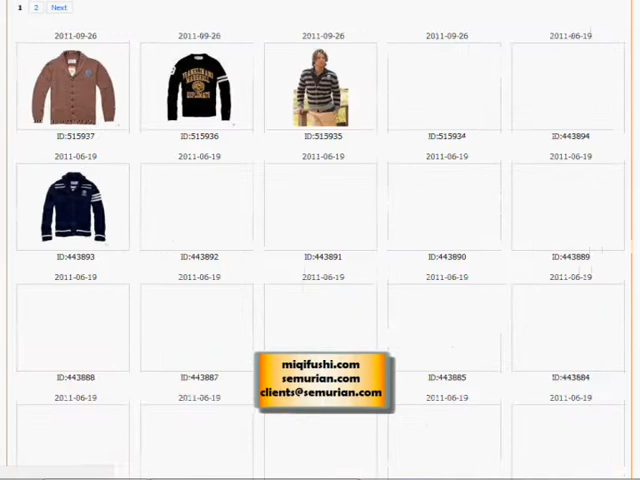 1 2 Next
2011-09-26 2011-09-26 2011-09-26 2011-09-26 2011-06-19
FRANKLIN AND
MARSHALL
ID:515937 ID:515936 ID:515935 ID:515934 ID:443894
2011-06-19 2011-06-19 2011-06-19 2011-06-19 2011-06-19
ID:443893 ID:443892 ID:443891 ID:443890 ID:443889
2011-06-19 2011-06-19 2011-06-19 2011-06-19 2011-06-19
miqifushi.com
ID:443888 ID:443887 semurian.com ID:443885 ID:443884
clients@semurian.com
2011-06-19 2011-06-19 2011-06-19 2011-06-19